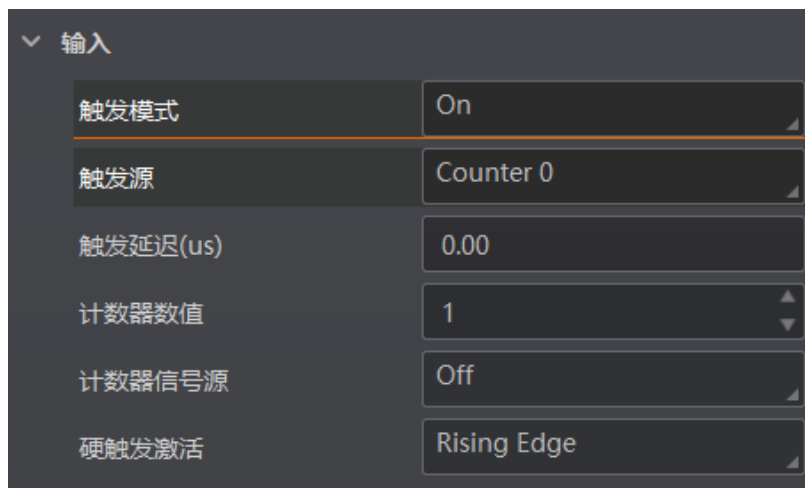 输入
触发模式 On
触发源 Counter 0
触发延迟(us) 0.00
计数器数值 1
计数器信号源 Off
硬触发激活 Rising Edge